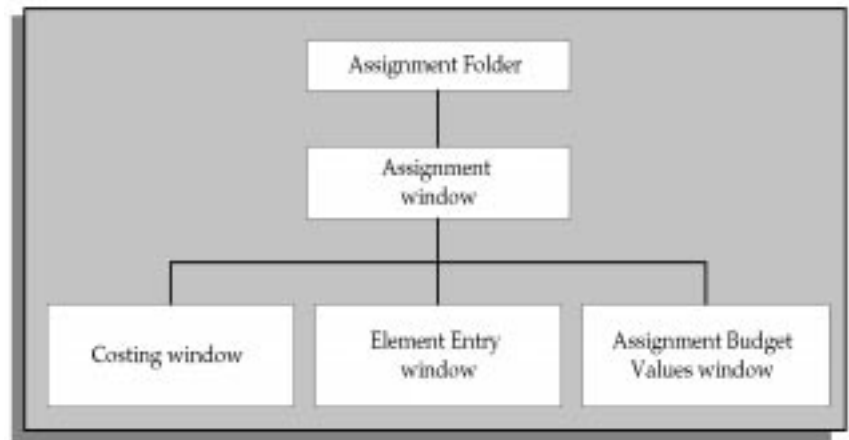 Assignment Folder
Assignment
window
Costing window
Element Entry
window
Assignment Budget
Values window